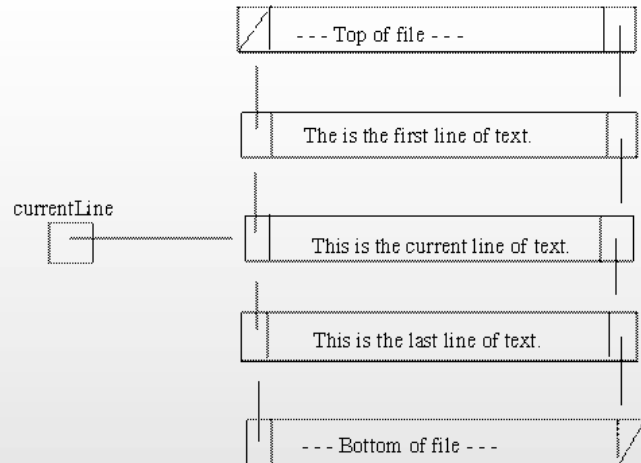 - - - Top of file - - -
The is the first line of text.
currentLine
This is the current line of text.
This is the last line of text.
- - - Bottom of file - - -